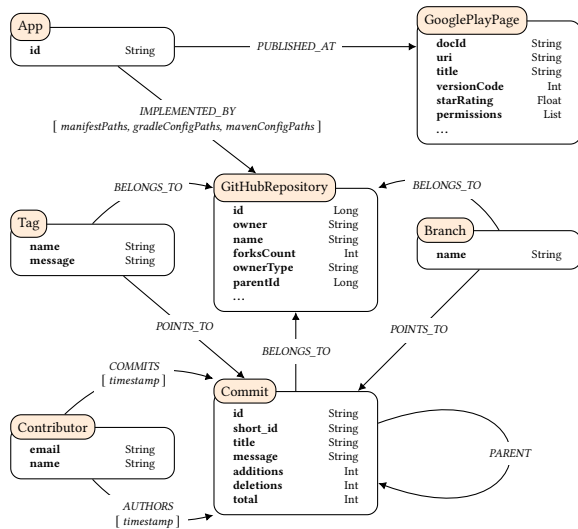 App
id String
PUBLISHED_AT
GooglePlayPage
docId String
uri String
title String
versionCode Int
starRating Float
permissions List
...
IMPLEMENTED_BY
[ manifestPaths, gradleConfigPaths, mavenConfigPaths ]
BELONGS_TO
GitHubRepository
id Long
owner String
name String
forksCount Int
ownerType String
parentId Long
...
BELONGS_TO
Tag
name String
message String
Branch
name String
POINTS_TO
BELONGS_TO
POINTS_TO
COMMITS
[ timestamp ]
Commit
id String
short_id String
title String
message String
additions Int
deletions Int
total Int
Contributor
email String
name String
PARENT
AUTHORS
[ timestamp ]